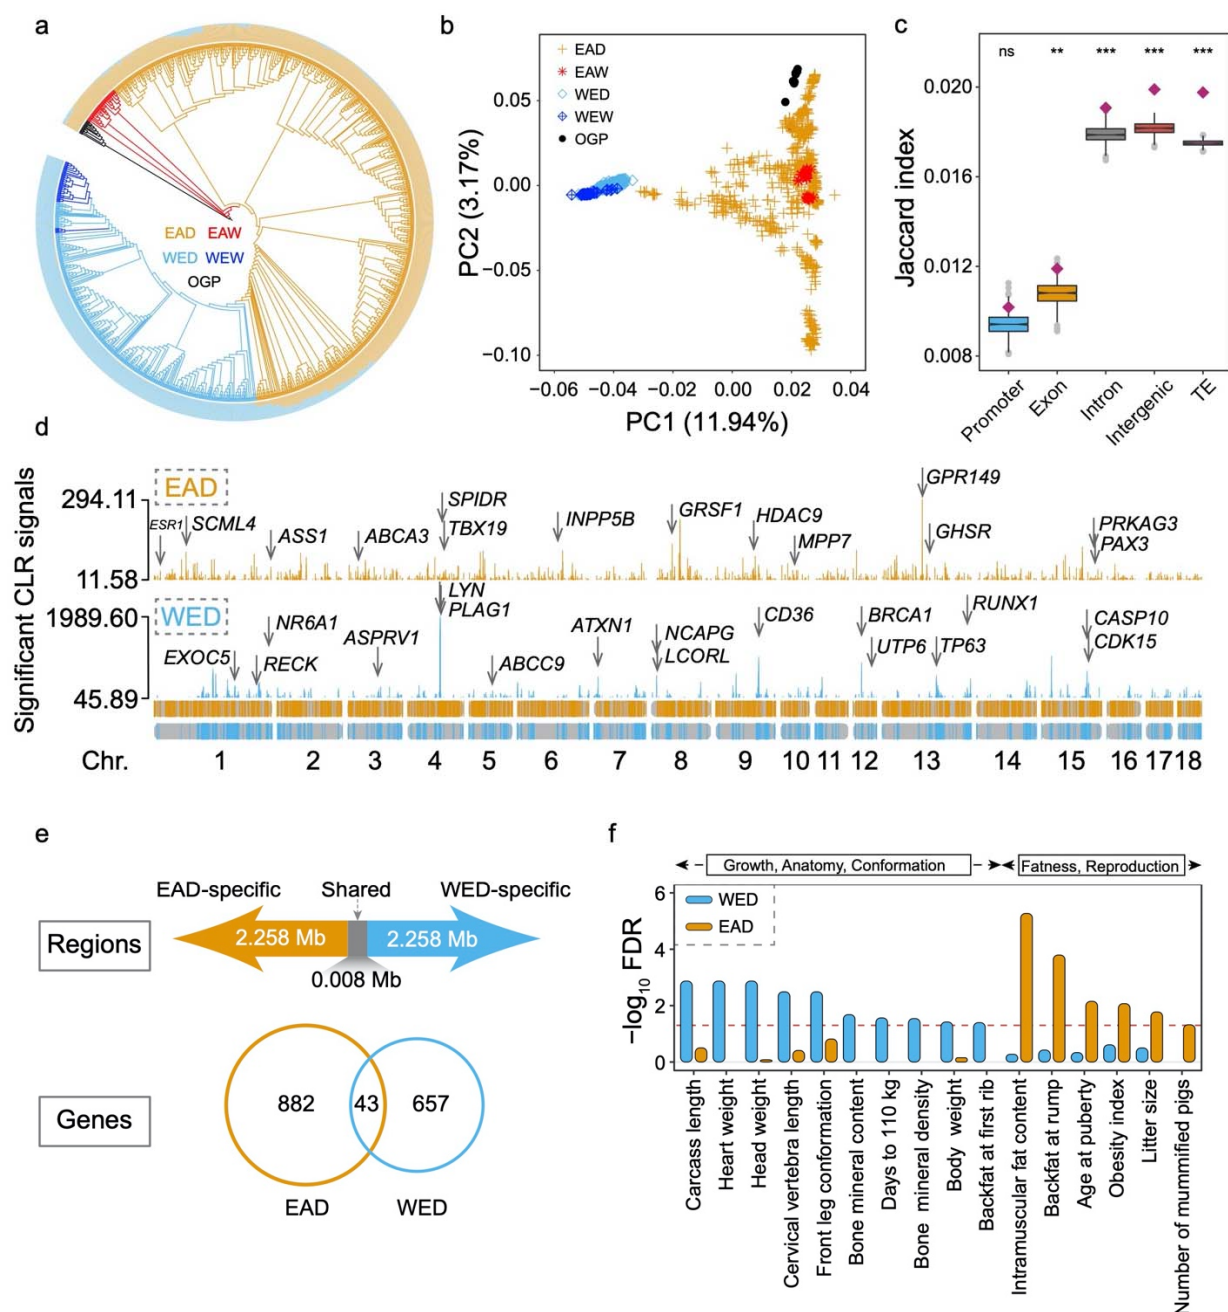 a
EAD EAW
WED WEW
OGP
b
EAD
EAW
WED
WEW
OGP
0.05
0.00
−0.05
−0.10
PC2 (3.17%)
−0.06 −0.04 −0.02 0.00 0.02 0.04
PC1 (11.94%)
c
ns ** *** *** ***
0.020
0.016
0.012
0.008
Jaccard index
Promoter
Exon
Intron
Intergenic
TE
d
Significant CLR signals
EAD
294.11
11.58
ESR1
SCML4
ASS1
ABCA3
SPIDR
TBX19
INPP5B
GRSF1
HDAC9
MPP7
GPR149
GHSR
PRKAG3
PAX3
WED
1989.60
45.89
EXOC5
NR6A1
RECK
ASPRV1
LYN
PLAG1
ABCC9
ATXN1
NCAPG
LCORL
CD36
BRCA1
UTP6
TP63
RUNX1
CASP10
CDK15
Chr. 1 2 3 4 5 6 7 8 9 10 11 12 13 14 15 16 17 18
e
EAD-specific Shared WED-specific
Regions
2.258 Mb 2.258 Mb
0.008 Mb
Genes
882 43 657
EAD WED
f
Growth, Anatomy, Conformation Fatness, Reproduction
WED
EAD
6
4
2
0
−log10 FDR
Carcass length
Heart weight
Head weight
Cervical vertebra length
Front leg conformation
Bone mineral content
Days to 110 kg
Bone mineral density
Body weight
Backfat at first rib
Intramuscular fat content
Backfat at rump
Age at puberty
Obesity index
Litter size
Number of mummified pigs